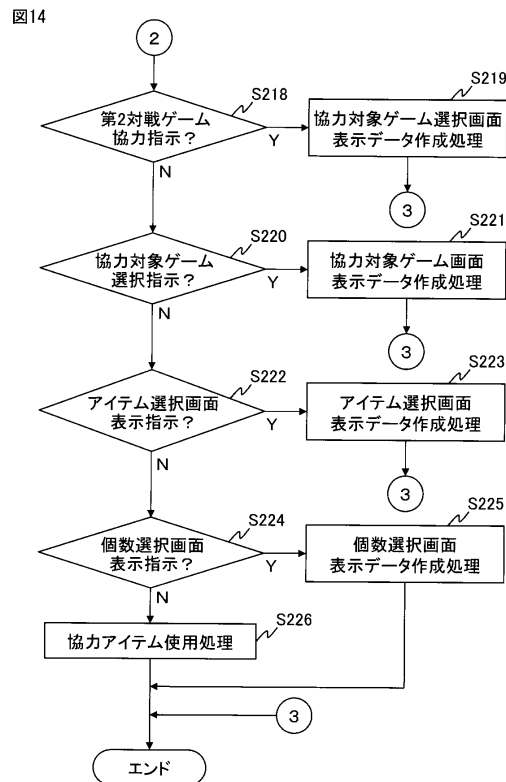 図14
2
S218
第2対戦ゲーム
協力指示？
Y
N
S219
協力対象ゲーム選択画面
表示データ作成処理
3
S220
協力対象ゲーム
選択指示？
Y
N
S221
協力対象ゲーム画面
表示データ作成処理
3
S222
アイテム選択画面
表示指示？
Y
N
S223
アイテム選択画面
表示データ作成処理
3
S224
個数選択画面
表示指示？
Y
N
S225
個数選択画面
表示データ作成処理
S226
協力アイテム使用処理
3
エンド